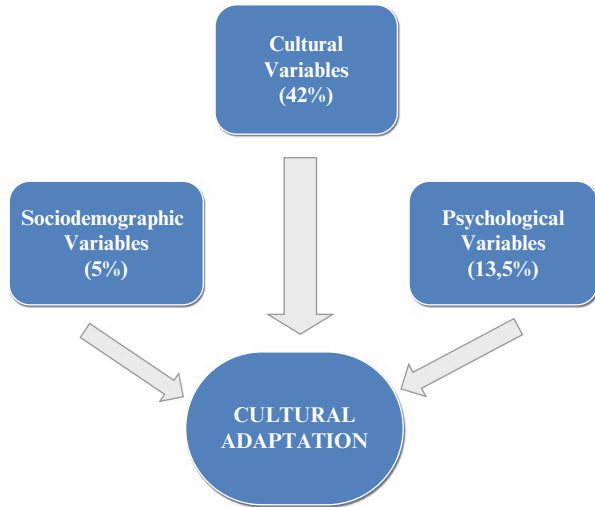 Cultural
Variables
(42%)
Sociodemographic
Variables
(5%)
Psychological
Variables
(13,5%)
CULTURAL
ADAPTATION